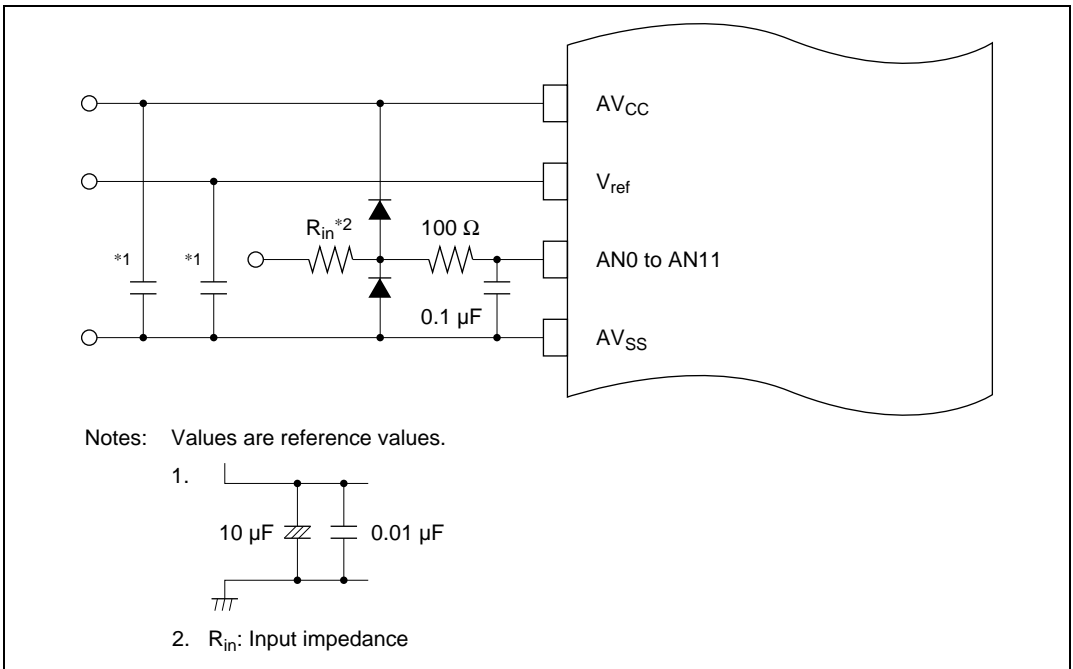 AVCC
Vref
Rin*2 100 Ω
*1 *1 AN0 to AN11
0.1 µF AVSS
Notes: Values are reference values.
1.
10 µF 0.01 µF
2. Rin: Input impedance